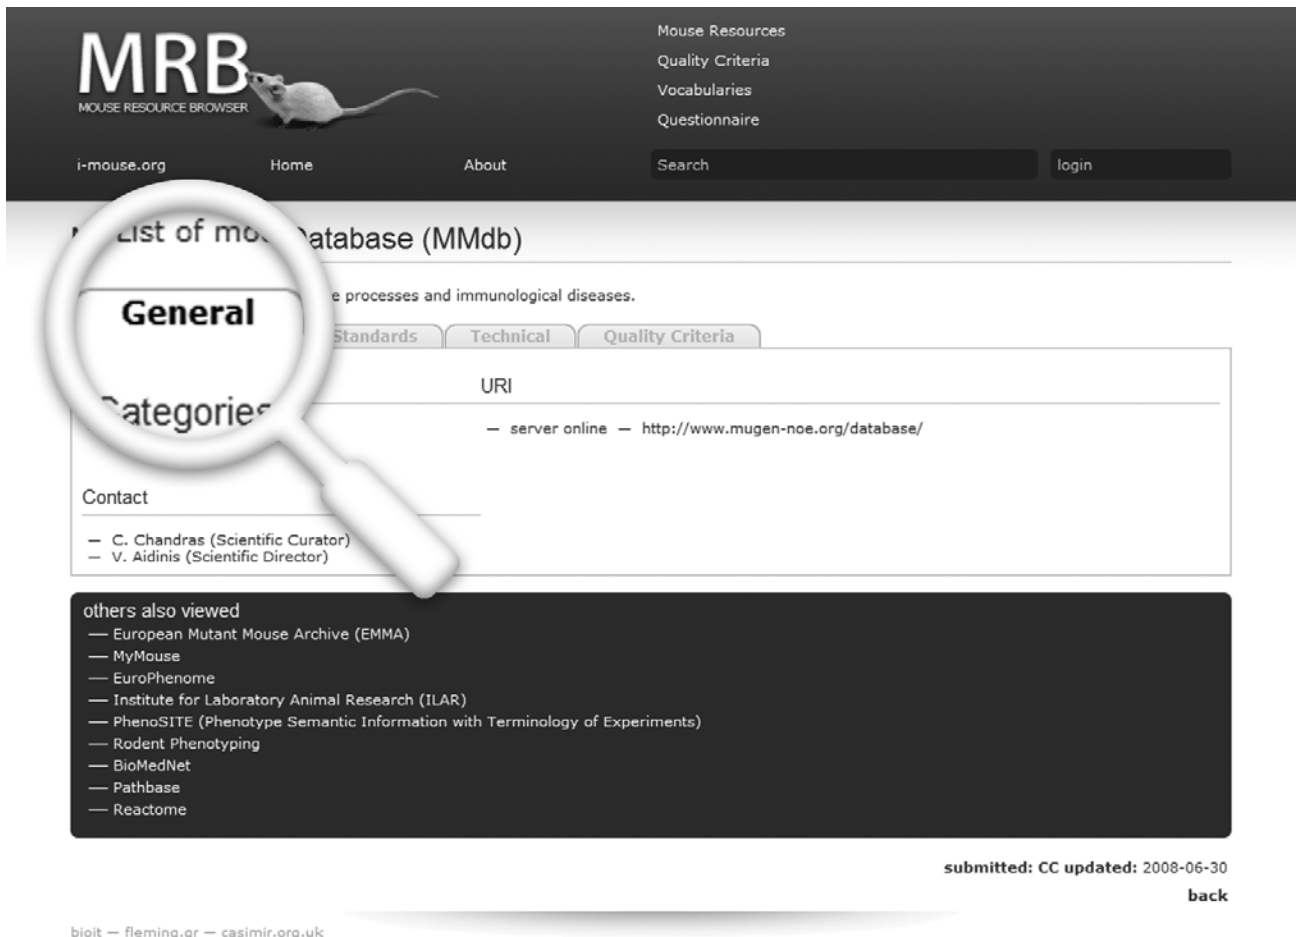 MRB
MOUSE RESOURCE BROWSER
Mouse Resources
Quality Criteria
Vocabularies
Questionnaire
i-mouse.org Home About Search login
List of Database (MMdb)
processes and immunological diseases.
General Standards Technical Quality Criteria
Categories URI
— server online — http://www.mugen-noe.org/database/
Contact
— C. Chandras (Scientific Curator)
— V. Aidinis (Scientific Director)
others also viewed
— European Mutant Mouse Archive (EMMA)
— MyMouse
— EuroPhenome
— Institute for Laboratory Animal Research (ILAR)
— PhenoSITE (Phenotype Semantic Information with Terminology of Experiments)
— Rodent Phenotyping
— BioMedNet
— Pathbase
— Reactome
submitted: CC updated: 2008-06-30
back
bioit — fleming.gr — casimir.org.uk